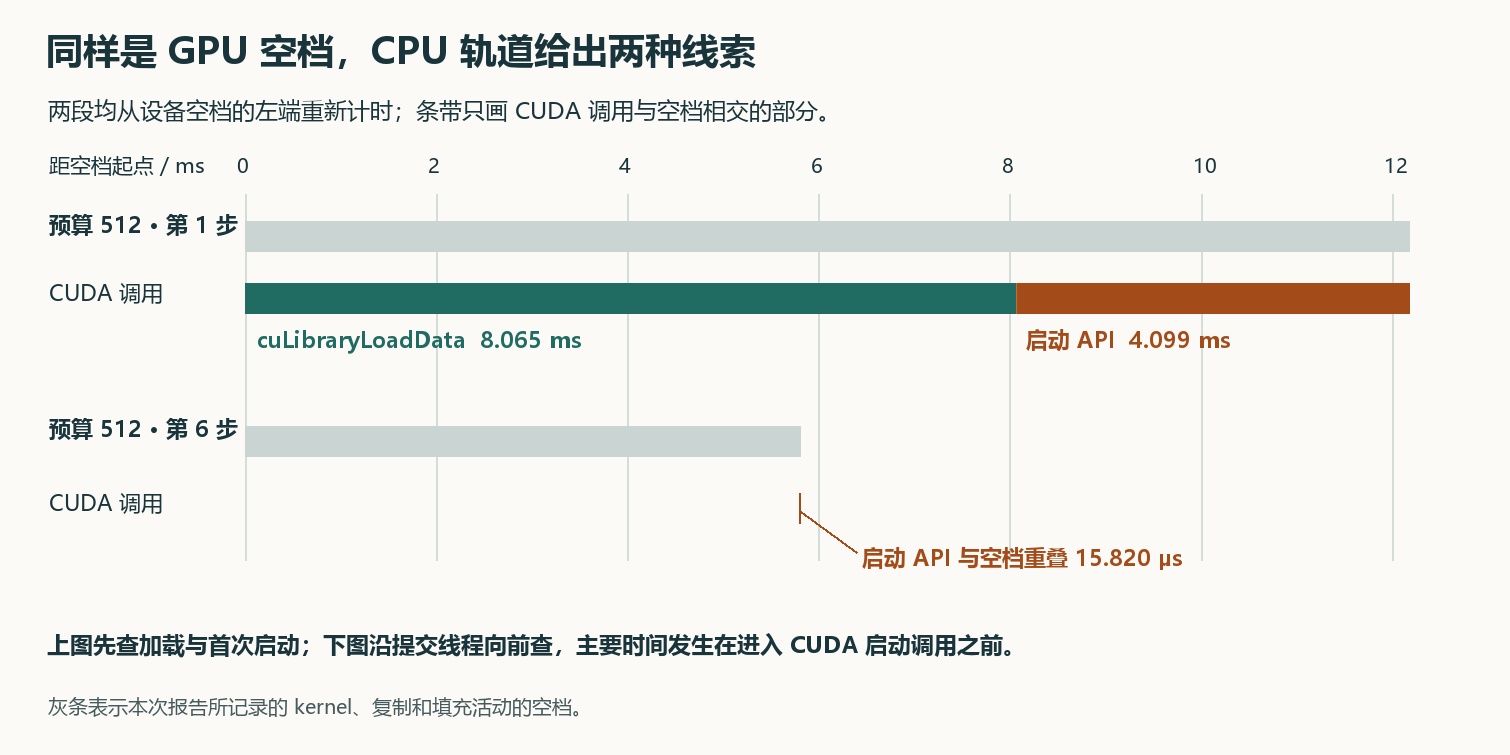 同样是 GPU 空档，CPU 轨道给出两种线索
两段均从设备空档的左端重新计时；条带只画 CUDA 调用与空档相交的部分。
距空档起点 / ms 0 2 4 6 8 10 12
预算 512 • 第 1 步
CUDA 调用
cuLibraryLoadData 8.065 ms 启动 API 4.099 ms
预算 512 • 第 6 步
CUDA 调用
启动 API 与空档重叠 15.820 μs
上图先查加载与首次启动；下图沿提交线程向前查，主要时间发生在进入 CUDA 启动调用之前。
灰条表示本次报告所记录的 kernel、复制和填充活动的空档。